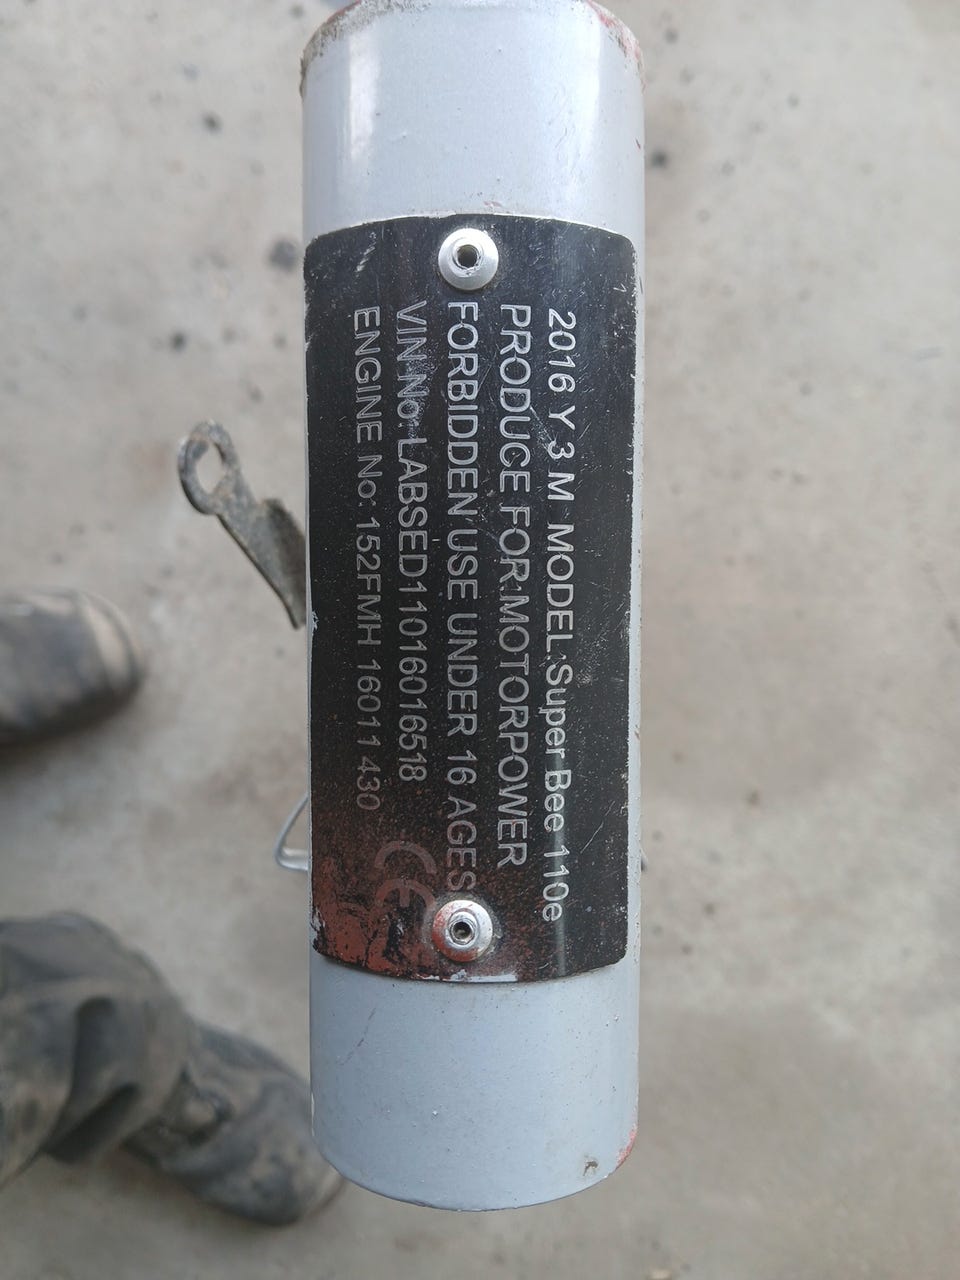 2016 Y 3 M MODEL:Super Bee 110e
PRODUCE FOR:MOTORPOWER
FORBIDDEN USE UNDER 16 AGES
VIN No: LABSED11016016518
ENGINE No: 152FMH 16011430
CE